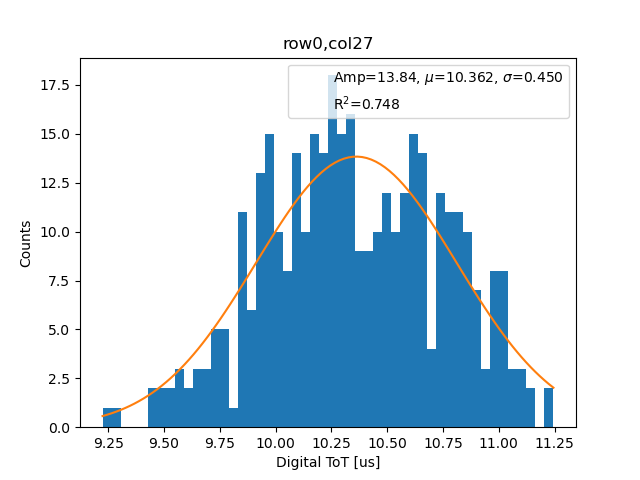 row0,col27
Amp=13.84, μ=10.362, σ=0.450
R²=0.748
17.5
15.0
12.5
10.0
7.5
5.0
2.5
0.0
Counts
9.25 9.50 9.75 10.00 10.25 10.50 10.75 11.00 11.25
Digital ToT [us]